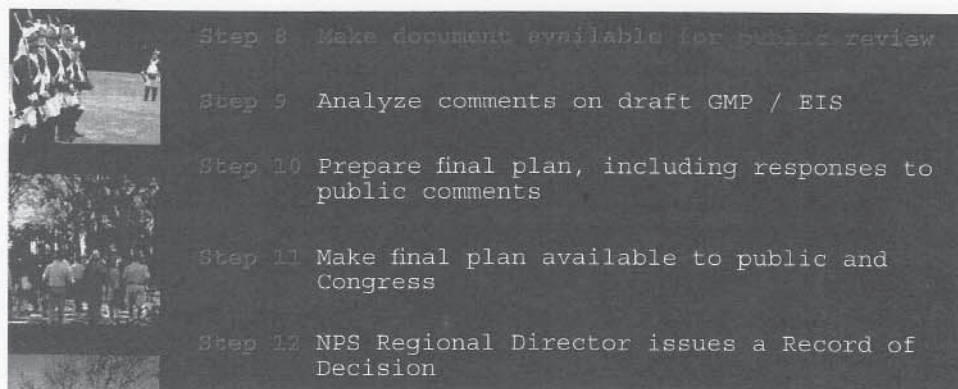 Step 8 Make document available for public review
Step 9 Analyze comments on draft GMP / EIS
Step 10 Prepare final plan, including responses to
public comments
Step 11 Make final plan available to public and
Congress
Step 12 NPS Regional Director issues a Record of
Decision